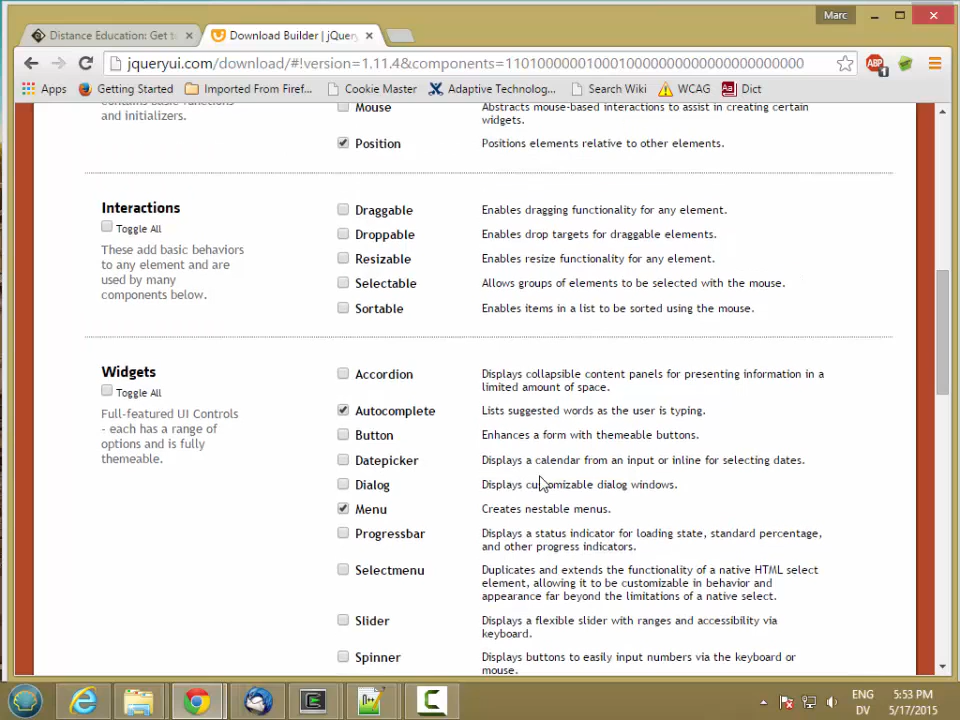 Marc
Distance Education: Get t
Download Builder | jQuery
jqueryui.com/download/#!version=1.11.4&components=1101000001000100000000000000000000
ABP
1
Apps
Getting Started
Imported From Firef...
Cookie Master
Adaptive Technolog...
Search Wiki
WCAG
Dict
contains basic functions
and initializers.
Mouse
Abstracts mouse-based interactions to assist in creating certain
widgets.
Position
Positions elements relative to other elements.
Interactions
Toggle All
These add basic behaviors
to any element and are
used by many
components below.
Draggable
Enables dragging functionality for any element.
Droppable
Enables drop targets for draggable elements.
Resizable
Enables resize functionality for any element.
Selectable
Allows groups of elements to be selected with the mouse.
Sortable
Enables items in a list to be sorted using the mouse.
Widgets
Toggle All
Full-featured UI Controls
- each has a range of
options and is fully
themeable.
Accordion
Displays collapsible content panels for presenting information in a
limited amount of space.
Autocomplete
Lists suggested words as the user is typing.
Button
Enhances a form with themeable buttons.
Datepicker
Displays a calendar from an input or inline for selecting dates.
Dialog
Displays customizable dialog windows.
Menu
Creates nestable menus.
Progressbar
Displays a status indicator for loading state, standard percentage,
and other progress indicators.
Selectmenu
Duplicates and extends the functionality of a native HTML select
element, allowing it to be customizable in behavior and
appearance far beyond the limitations of a native select.
Slider
Displays a flexible slider with ranges and accessibility via
keyboard.
Spinner
Displays buttons to easily input numbers via the keyboard or
mouse.
ENG
DV
5:53 PM
5/17/2015